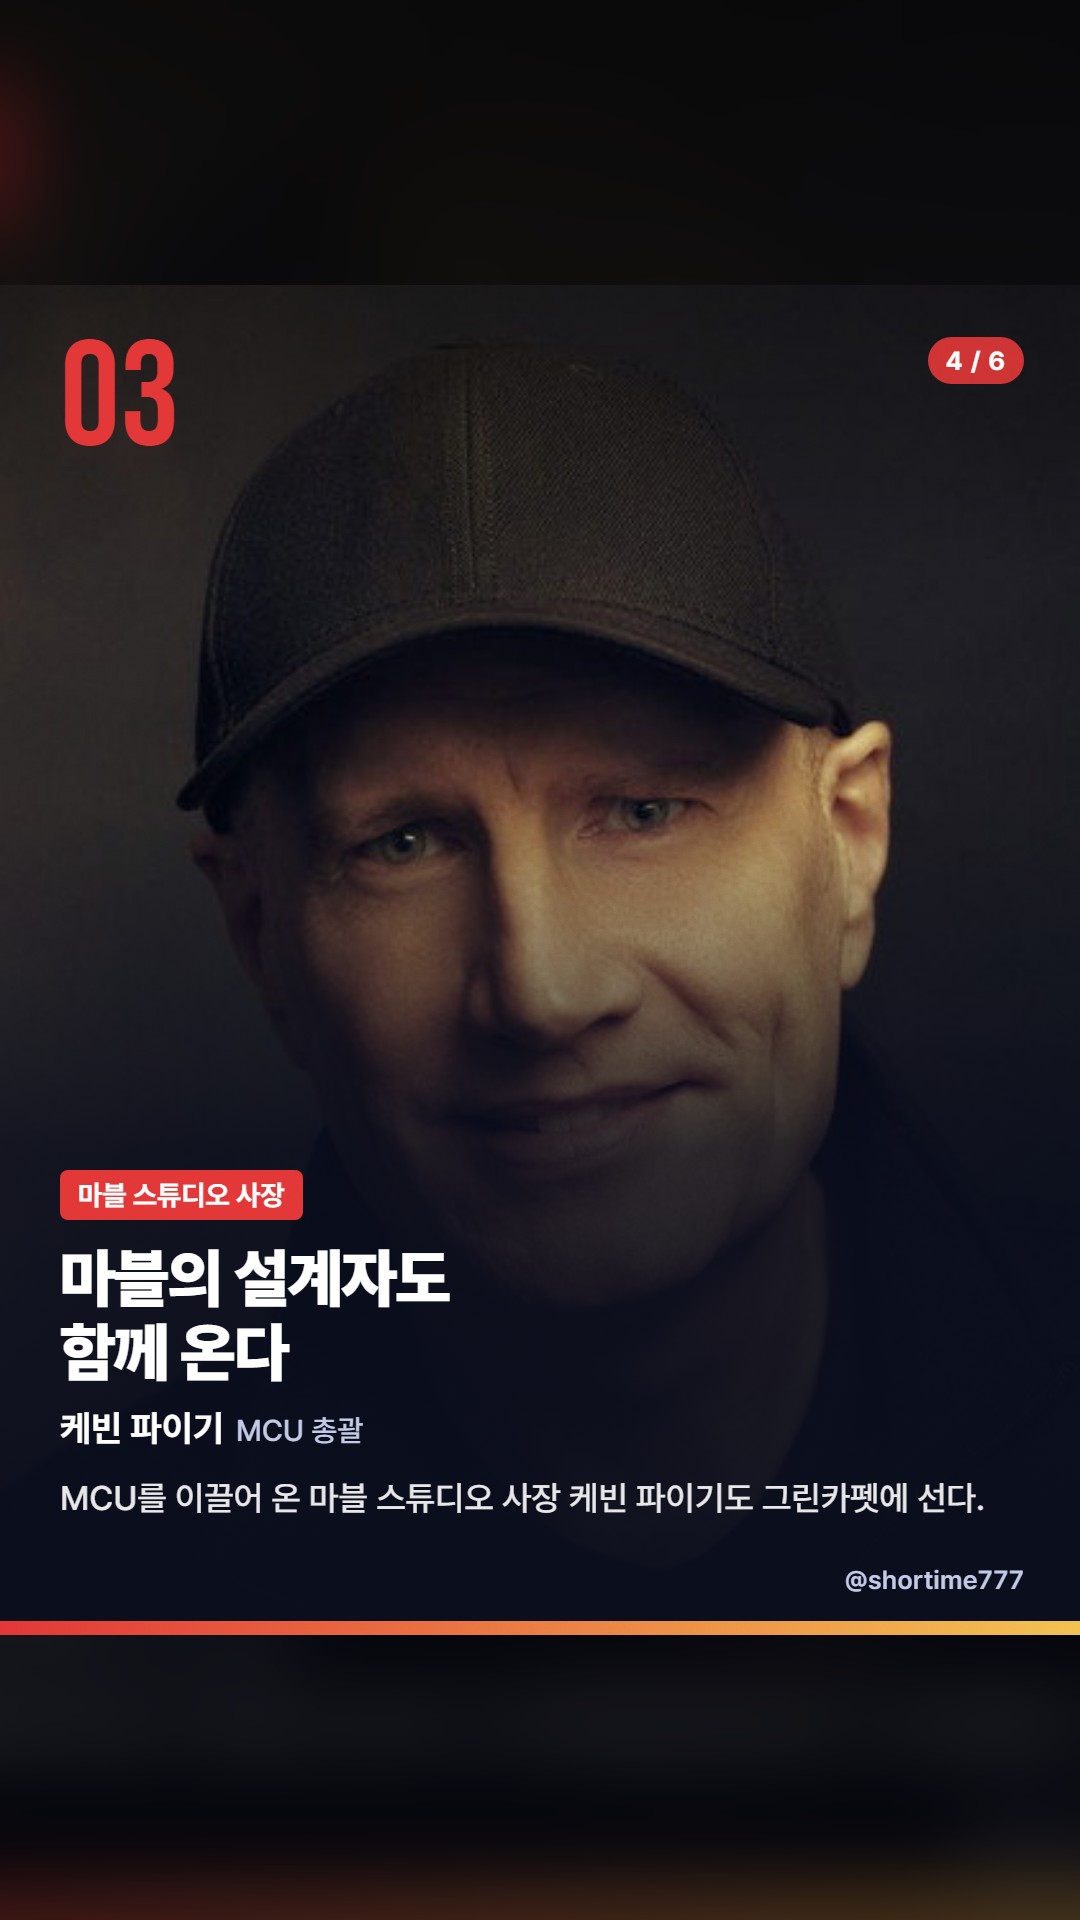 03
4 / 6
마블 스튜디오 사장
마블의 설계자도
함께 온다
케빈 파이기 MCU 총괄
MCU를 이끌어 온 마블 스튜디오 사장 케빈 파이기도 그린카펫에 선다.
@shortime777